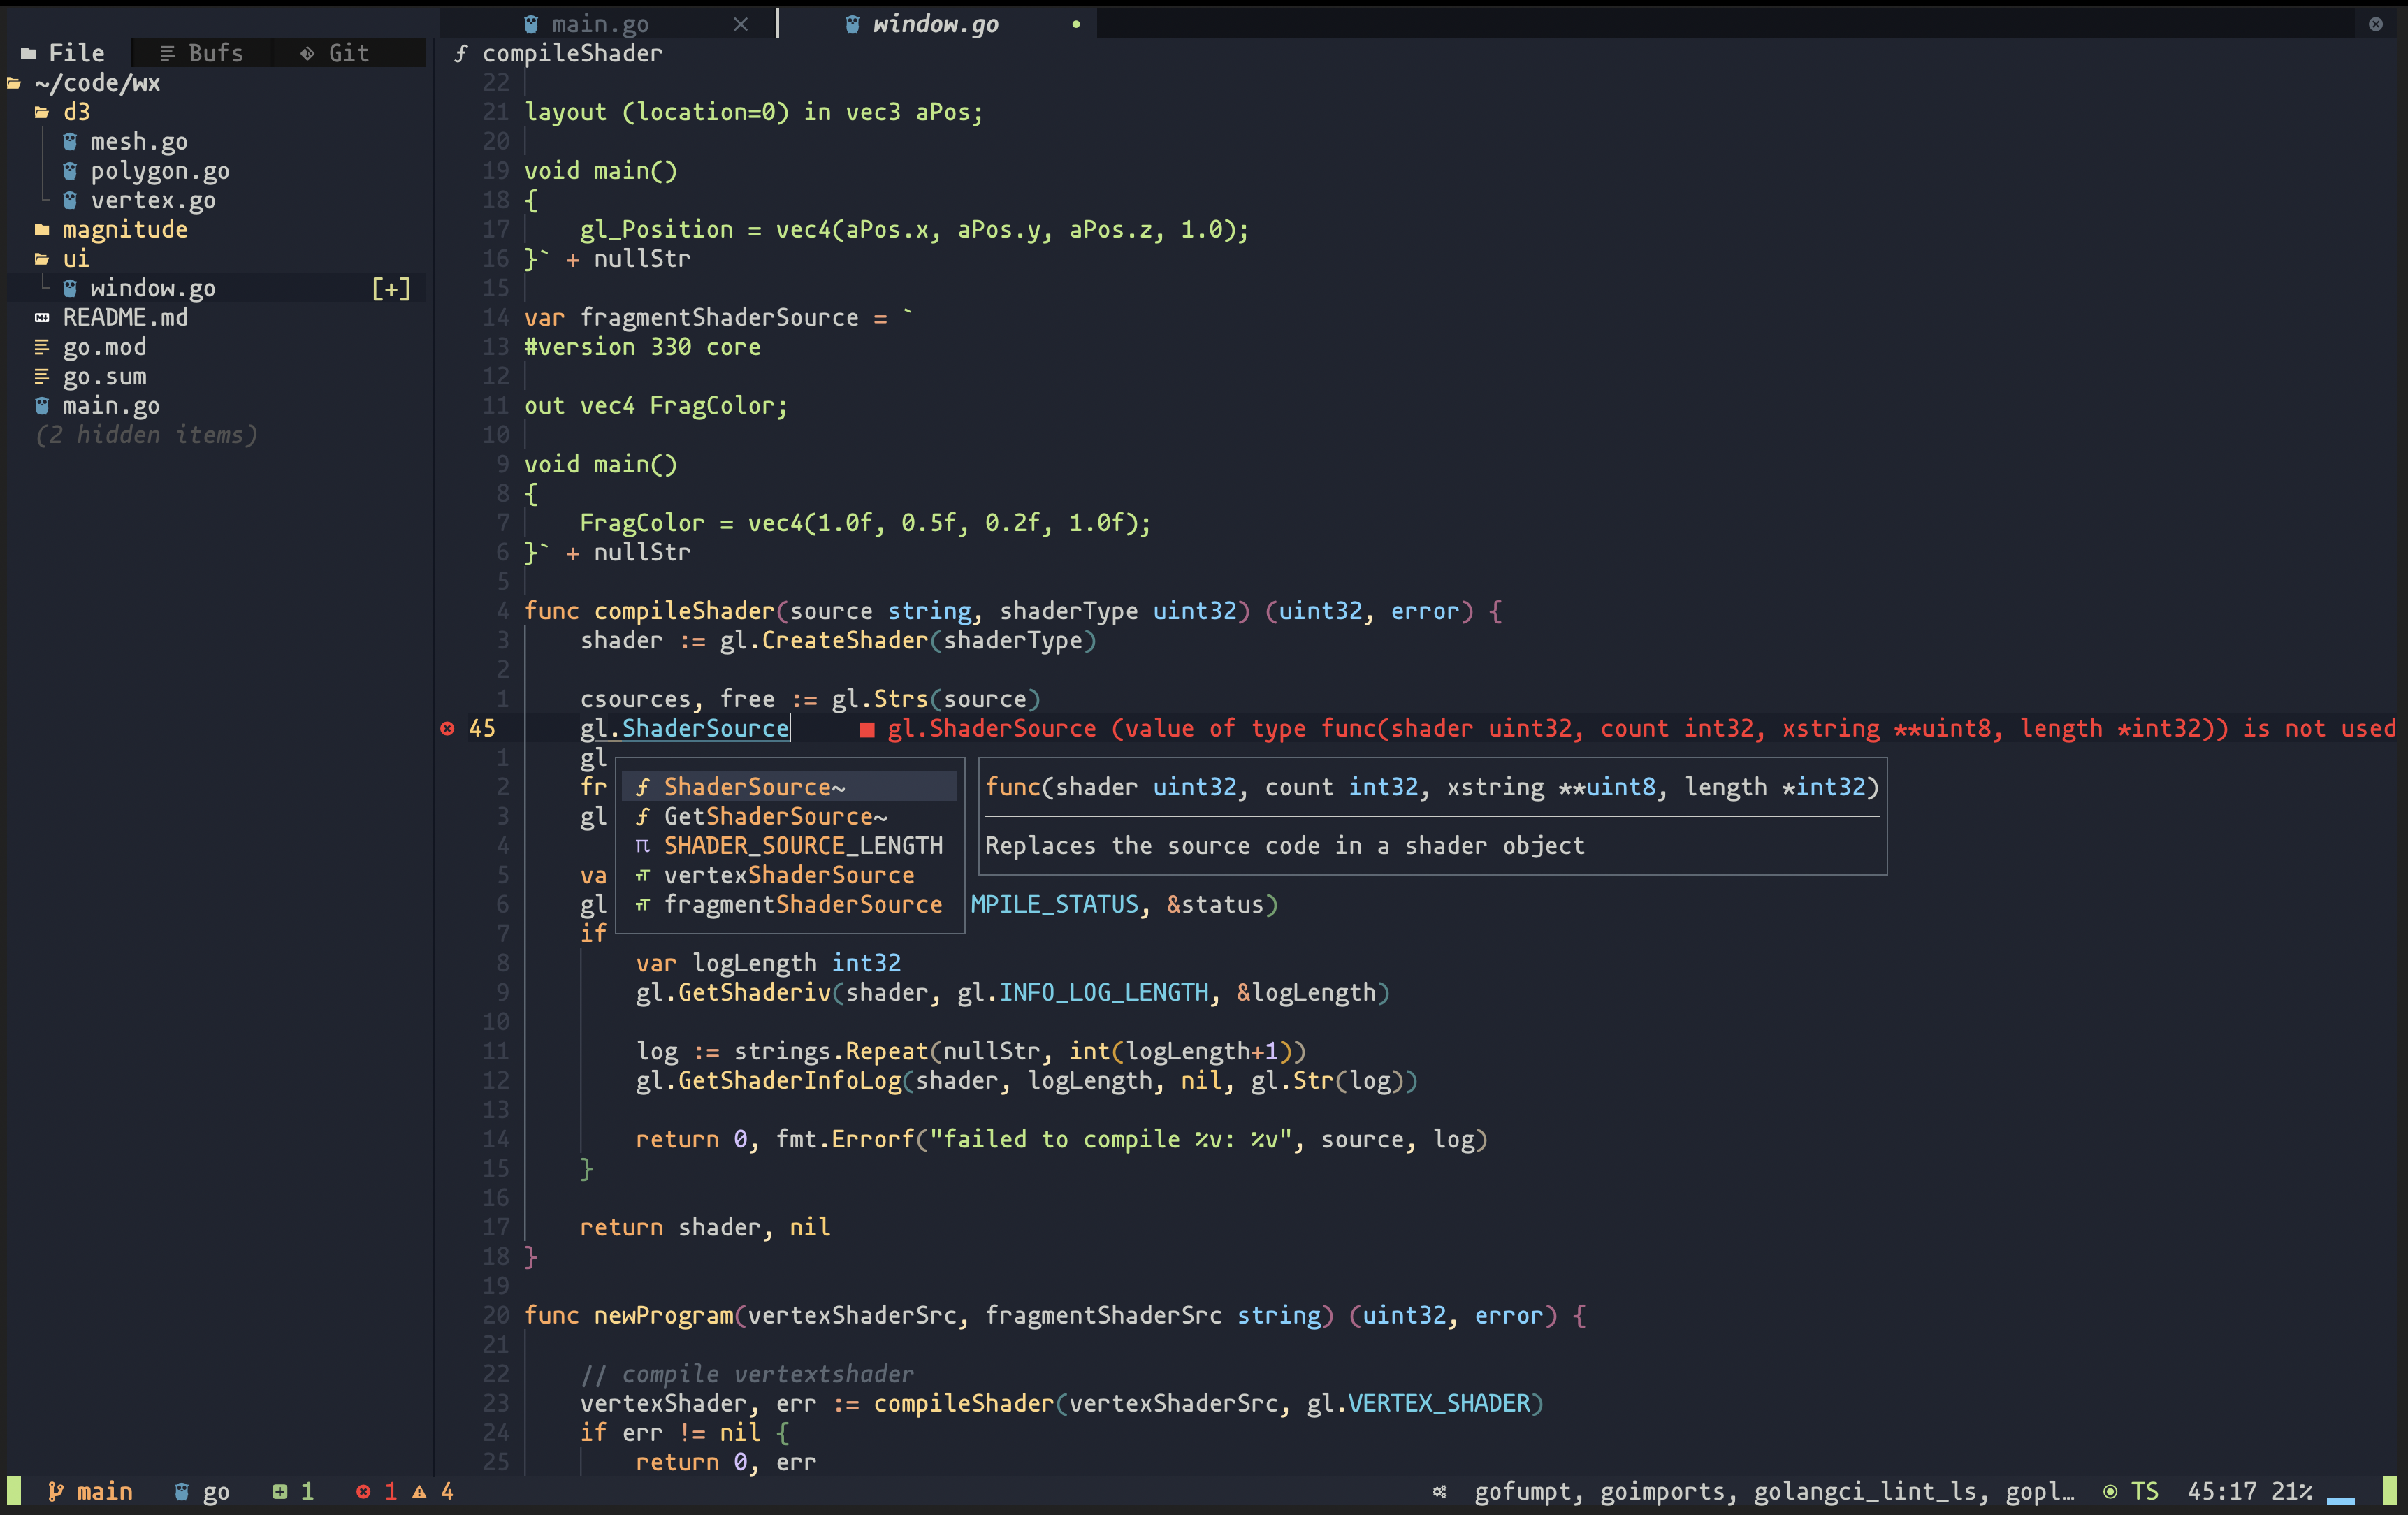 main.go
window.go
File Bufs Git
compileShader
~/code/wx
d3
mesh.go
polygon.go
vertex.go
magnitude
ui
window.go [+]
README.md
go.mod
go.sum
main.go
(2 hidden items)
22
21 layout (location=0) in vec3 aPos;
20
19 void main()
18 {
17 gl_Position = vec4(aPos.x, aPos.y, aPos.z, 1.0);
16 }` + nullStr
15
14 var fragmentShaderSource = `
13 #version 330 core
12
11 out vec4 FragColor;
10
9 void main()
8 {
7 FragColor = vec4(1.0f, 0.5f, 0.2f, 1.0f);
6 }` + nullStr
5
4 func compileShader(source string, shaderType uint32) (uint32, error) {
3 shader := gl.CreateShader(shaderType)
2
1 csources, free := gl.Strs(source)
45 gl.ShaderSource ■ gl.ShaderSource (value of type func(shader uint32, count int32, xstring **uint8, length *int32)) is not used
1 gl
2 fr
3 gl
4
5 va
6 gl MPILE_STATUS, &status)
7 if
ShaderSource~
GetShaderSource~
SHADER_SOURCE_LENGTH
vertexShaderSource
fragmentShaderSource
func(shader uint32, count int32, xstring **uint8, length *int32)
Replaces the source code in a shader object
8 var logLength int32
9 gl.GetShaderiv(shader, gl.INFO_LOG_LENGTH, &logLength)
10
11 log := strings.Repeat(nullStr, int(logLength+1))
12 gl.GetShaderInfoLog(shader, logLength, nil, gl.Str(log))
13
14 return 0, fmt.Errorf("failed to compile %v: %v", source, log)
15 }
16
17 return shader, nil
18 }
19
20 func newProgram(vertexShaderSrc, fragmentShaderSrc string) (uint32, error) {
21
22 // compile vertextshader
23 vertexShader, err := compileShader(vertexShaderSrc, gl.VERTEX_SHADER)
24 if err != nil {
25 return 0, err
main go 1 1 4 gofumpt, goimports, golangci_lint_ls, gopl… TS 45:17 21%